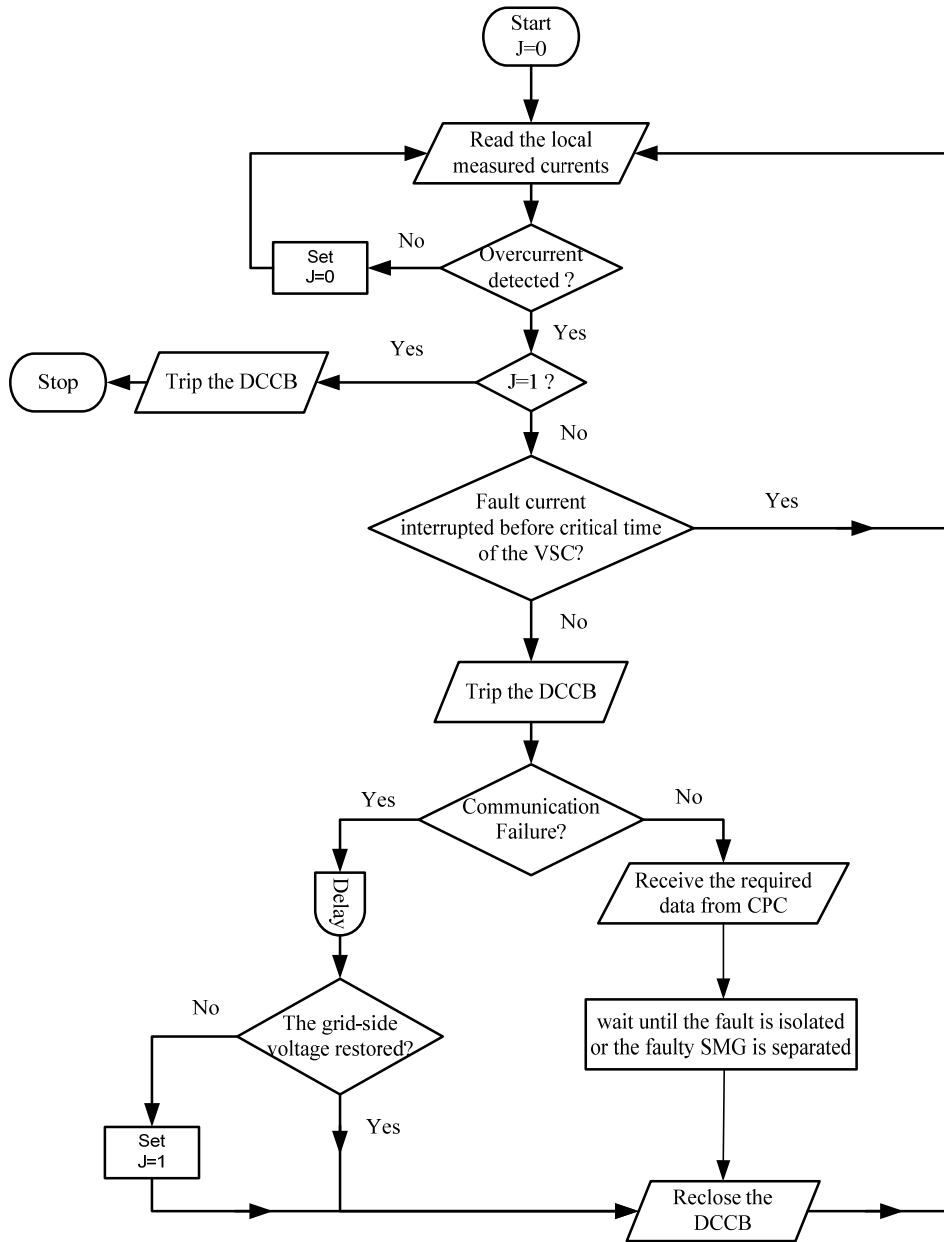 Start
J=0
Read the local
measured currents
No
Set
J=0
Overcurrent
detected ?
Yes
Yes
Stop
Trip the DCCB
J=1 ?
No
Fault current
interrupted before critical time
of the VSC?
Yes
No
Trip the DCCB
Yes
Communication
Failure?
No
Delay
Receive the required
data from CPC
No
The grid-side
voltage restored?
wait until the fault is isolated
or the faulty SMG is separated
Yes
Set
J=1
Reclose the
DCCB